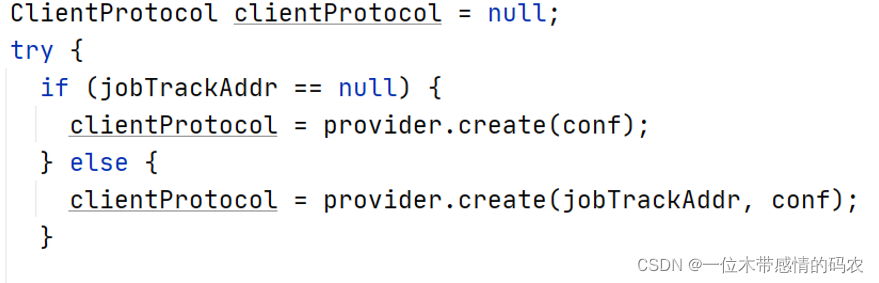 ClientProtocol clientProtocol = null;
try {
  if (jobTrackAddr == null) {
    clientProtocol = provider.create(conf);
  } else {
    clientProtocol = provider.create(jobTrackAddr, conf);
  }
CSDN @一位木带感情的码农